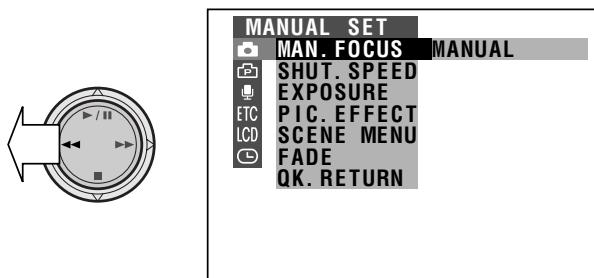 MANUAL SET
MAN. FOCUS MANUAL
SHUT. SPEED
EXPOSURE
ETC PIC. EFFECT
LCD SCENE MENU
FADE
QK. RETURN
P